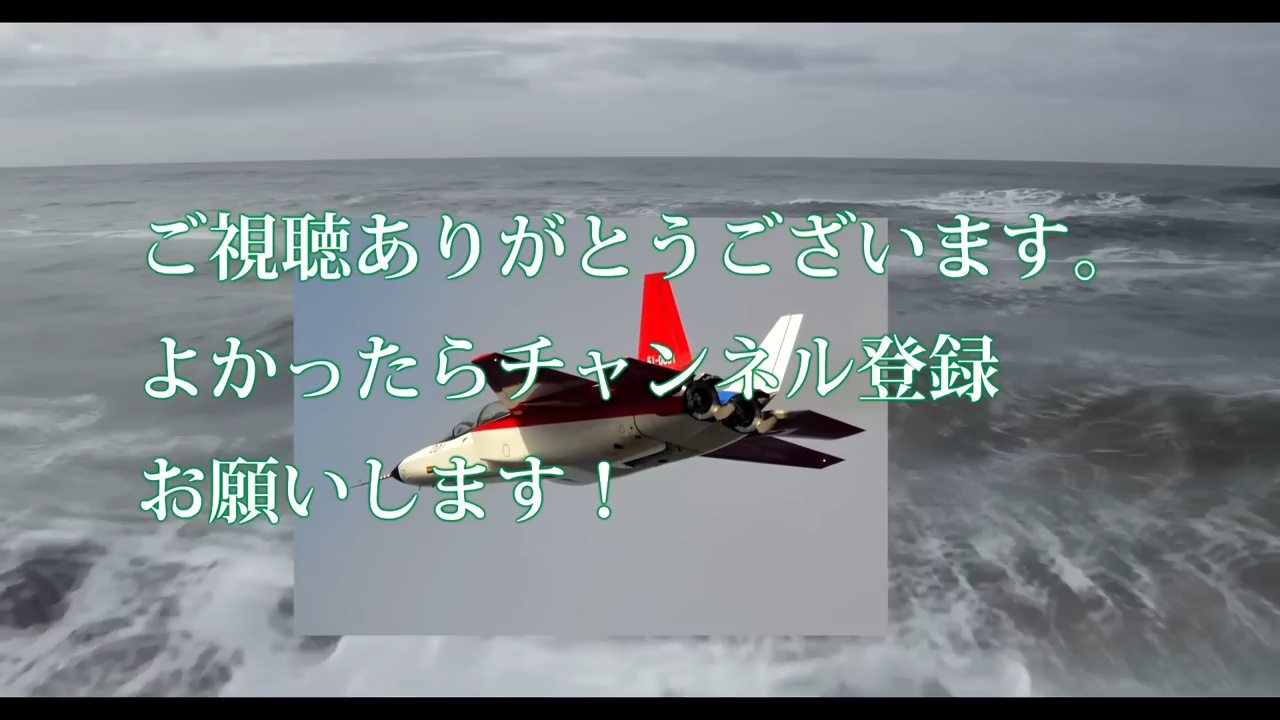 ご視聴ありがとうございます。
よかったらチャンネル登録
お願いします！
001